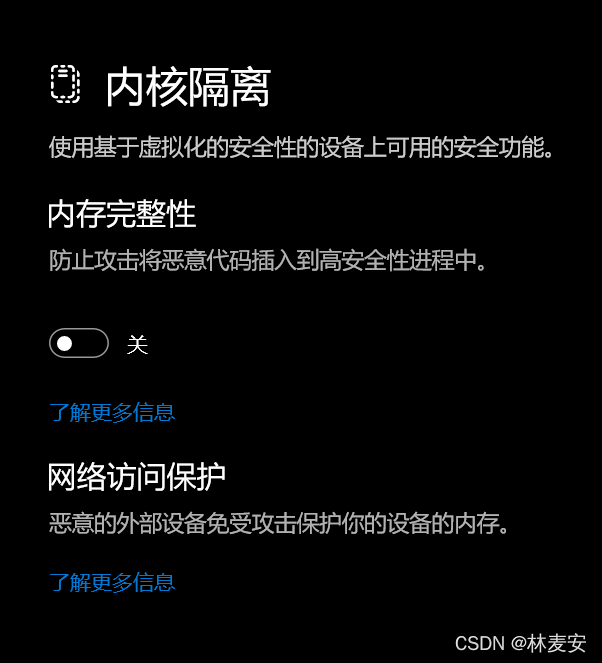 内核隔离
使用基于虚拟化的安全性的设备上可用的安全功能。
内存完整性
防止攻击将恶意代码插入到高安全性进程中。
关
了解更多信息
网络访问保护
恶意的外部设备免受攻击保护你的设备的内存。
了解更多信息
CSDN @林麦安